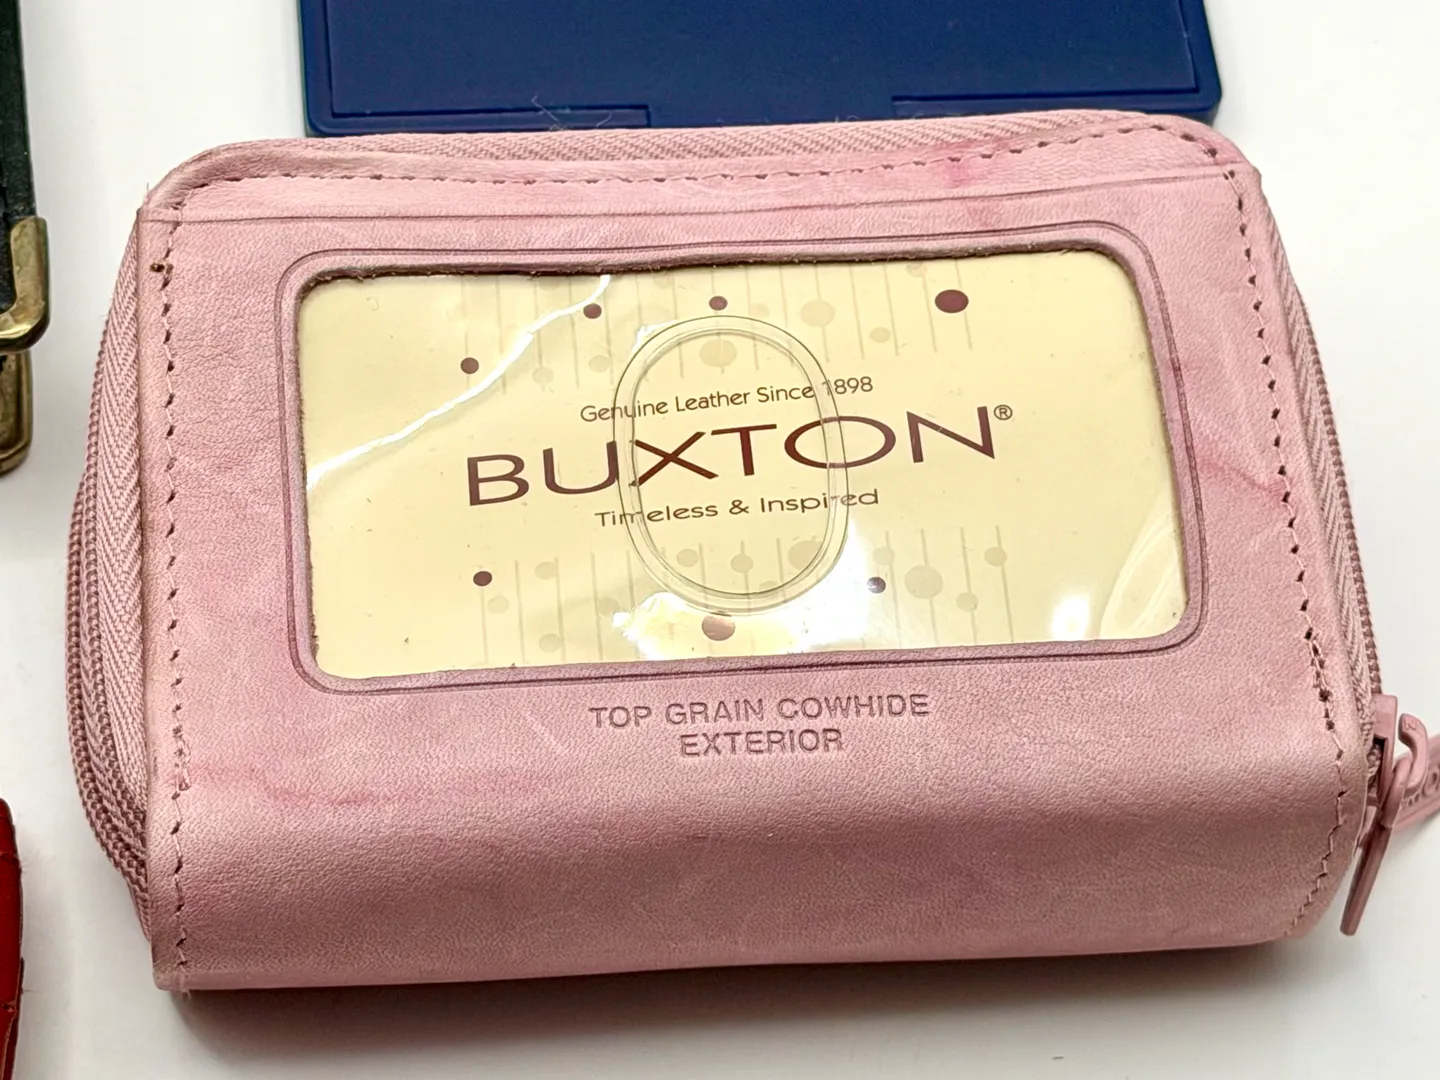 Genuine Leather Since 1898
BUXTON®
Timeless & Inspired
TOP GRAIN COWHIDE
EXTERIOR